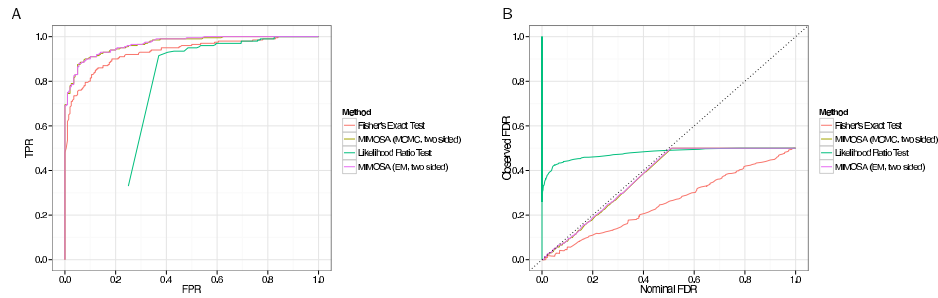 A
TPR
1.0
0.8
0.6
0.4
0.2
0.0
0.0 0.2 0.4 0.6 0.8 1.0
FPR
Method
Fisher's Exact Test
MIMOSA (MCMC, two sided)
Likelihood Ratio Test
MIMOSA (EM, two sided)
B
Observed FDR
1.0
0.8
0.6
0.4
0.2
0.0
0.0 0.2 0.4 0.6 0.8 1.0
Nominal FDR
Method
Fisher's Exact Test
MIMOSA (MCMC, two sided)
Likelihood Ratio Test
MIMOSA (EM, two sided)